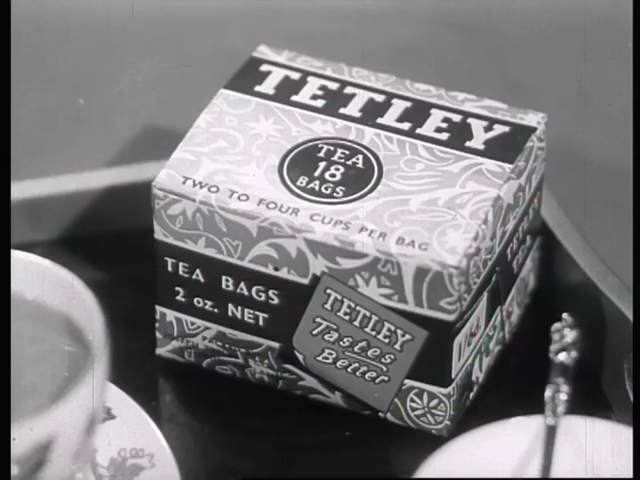 TETLEY
TEA
18
BAGS
TWO TO FOUR CUPS PER BAG
TEA BAGS
2 oz. NET
TETLEY
Tastes
Better